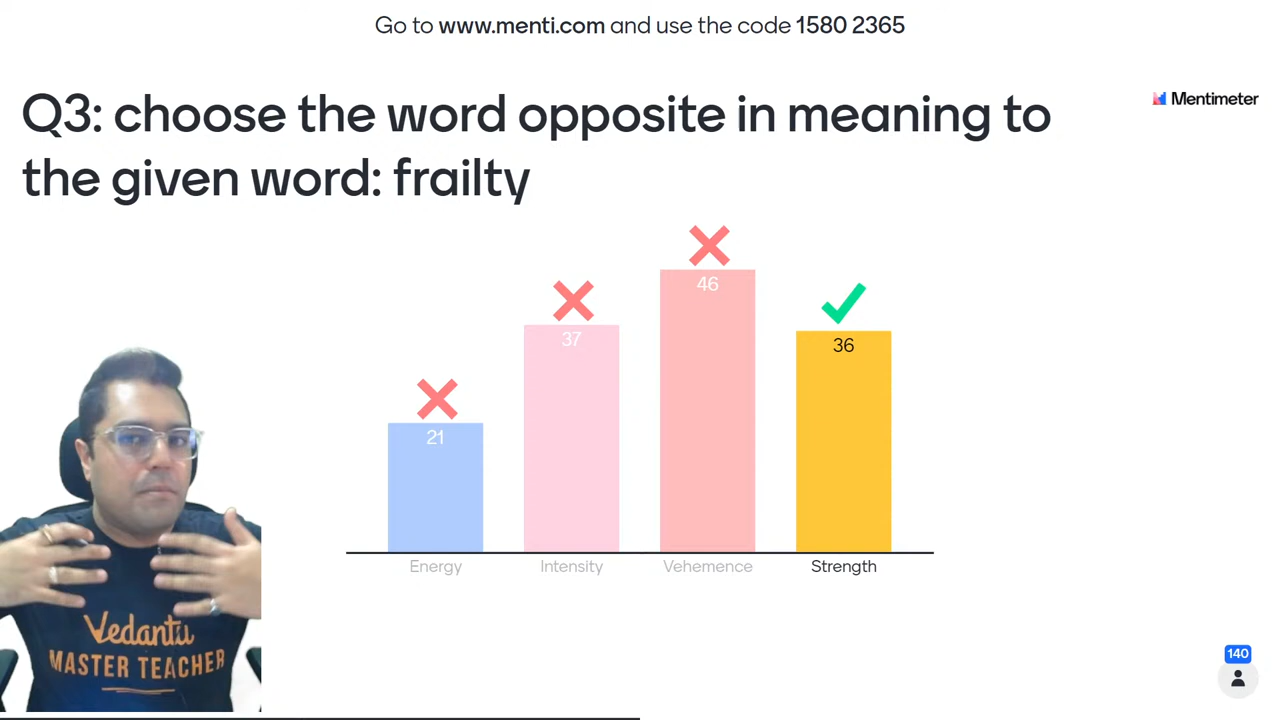 Go to www.menti.com and use the code 1580 2365
Mentimeter
Q3: choose the word opposite in meaning to
the given word: frailty
21
37
46
36
Energy
Intensity
Vehemence
Strength
Vedantu
MASTER TEACHER
140